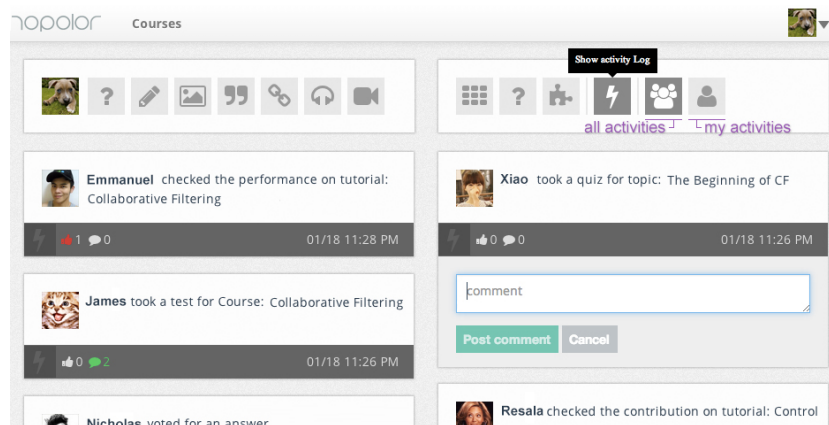 nopolor
Courses
Show activity Log
?
?
all activities
my activities
Emmanuel checked the performance on tutorial:
Collaborative Filtering
1 0 01/18 11:28 PM
James took a test for Course: Collaborative Filtering
0 2 01/18 11:26 PM
Nicholas voted for an answer
Xiao took a quiz for topic: The Beginning of CF
0 0 01/18 11:26 PM
comment
Post comment Cancel
Resala checked the contribution on tutorial: Control